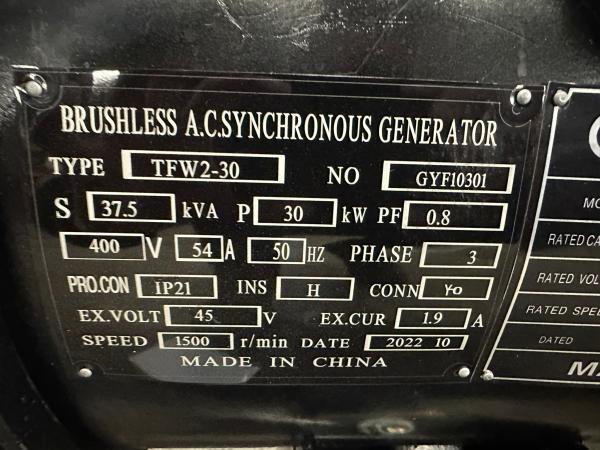 BRUSHLESS A.C.SYNCHRONOUS GENERATOR
TYPE TFW2-30 NO GYF10301
S 37.5 kVA P 30 kW PF 0.8
400 V 54 A 50 HZ PHASE 3
PRO.CON IP21 INS H CONN Yo
EX.VOLT 45 V EX.CUR 1.9 A
SPEED 1500 r/min DATE 2022 10
MADE IN CHINA
RATED
RATED VOL
RATED SPEE
DATED